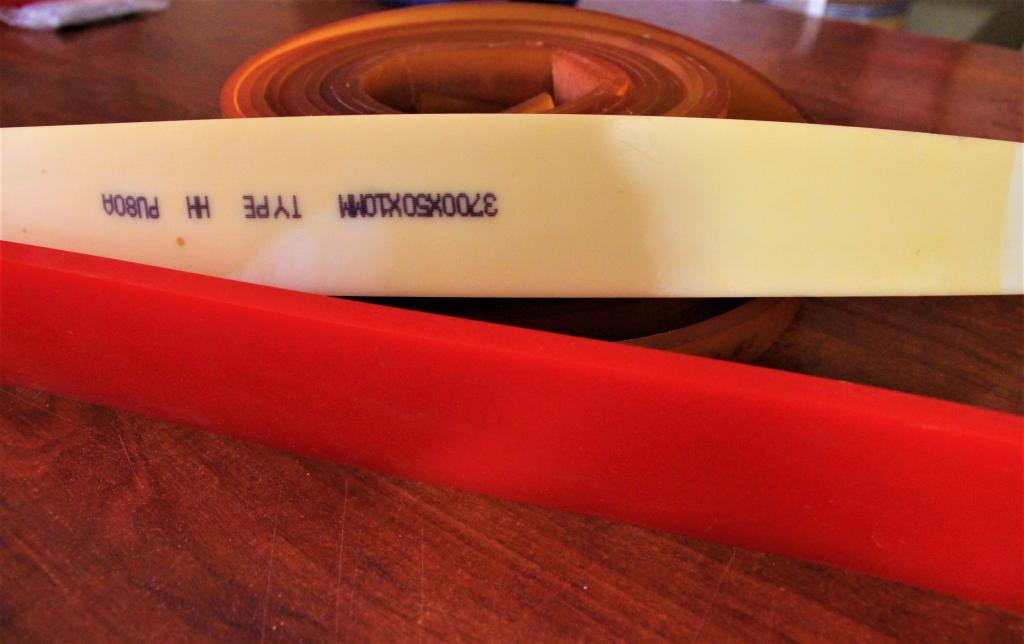 3700X50X10MM TYPE HH PU80A